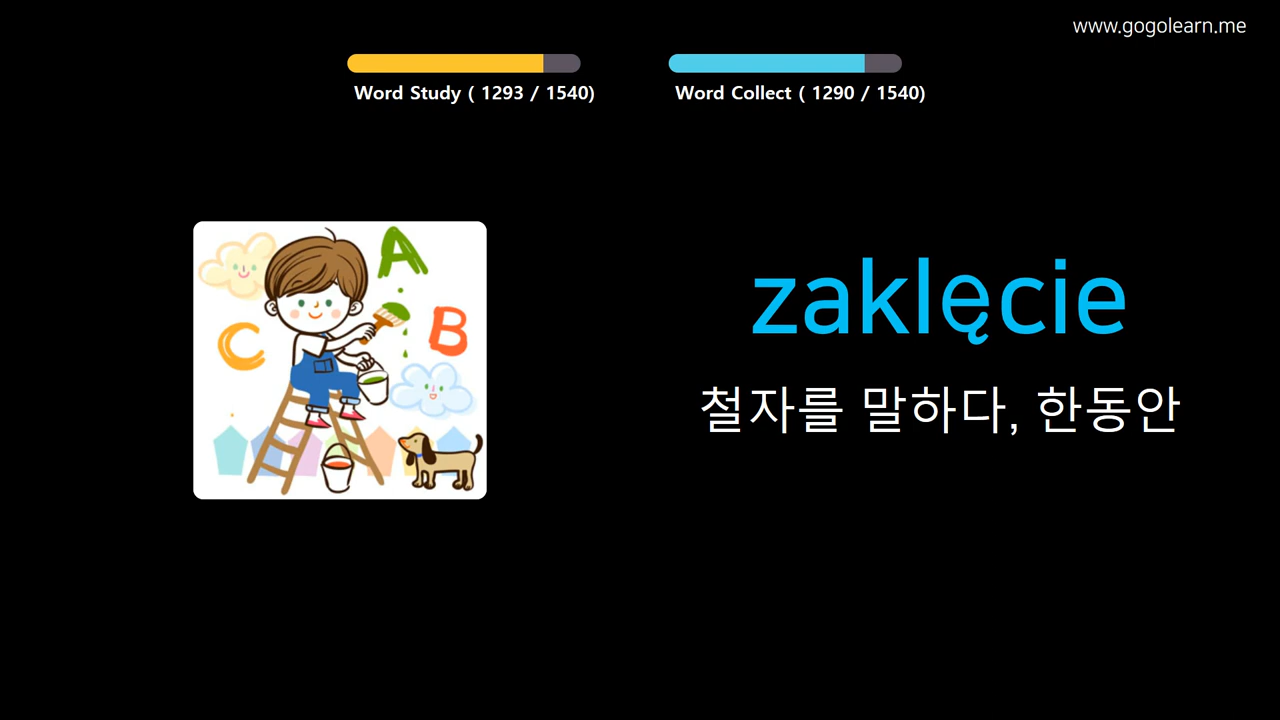 www.gogolearn.me
Word Study ( 1293 / 1540)
Word Collect ( 1290 / 1540)
A
B
C
zaklęcie
철자를 말하다, 한동안